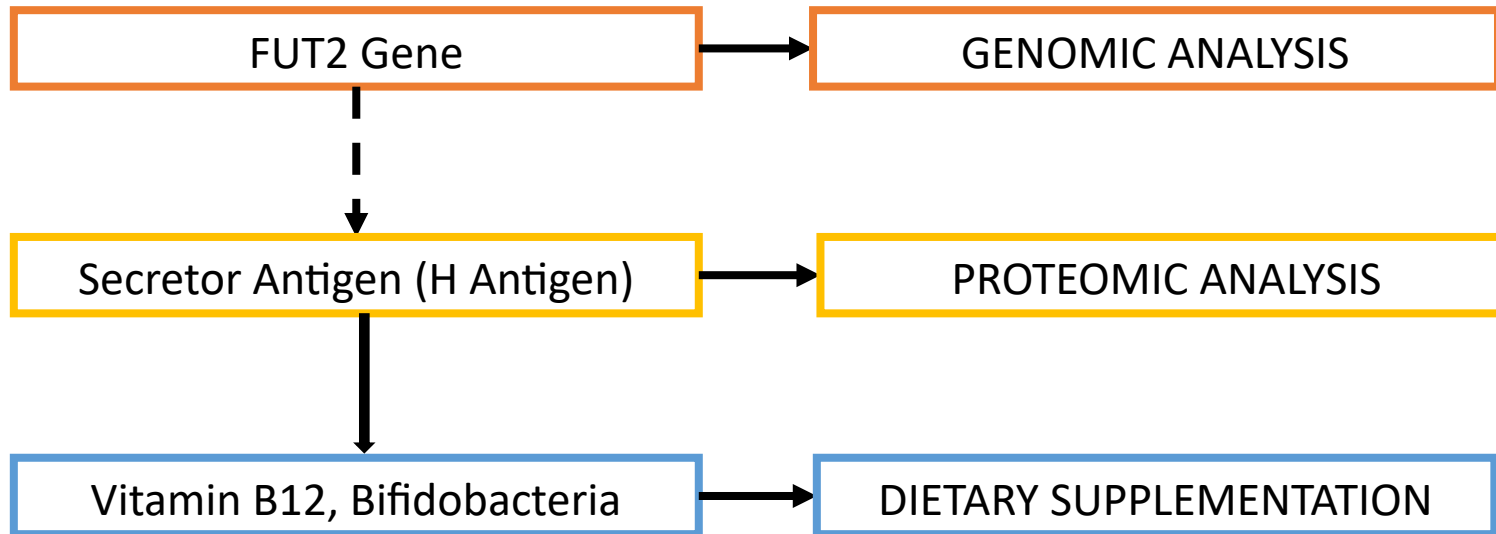 FUT2 Gene
GENOMIC ANALYSIS
Secretor Antigen (H Antigen)
PROTEOMIC ANALYSIS
Vitamin B12, Bifidobacteria
DIETARY SUPPLEMENTATION